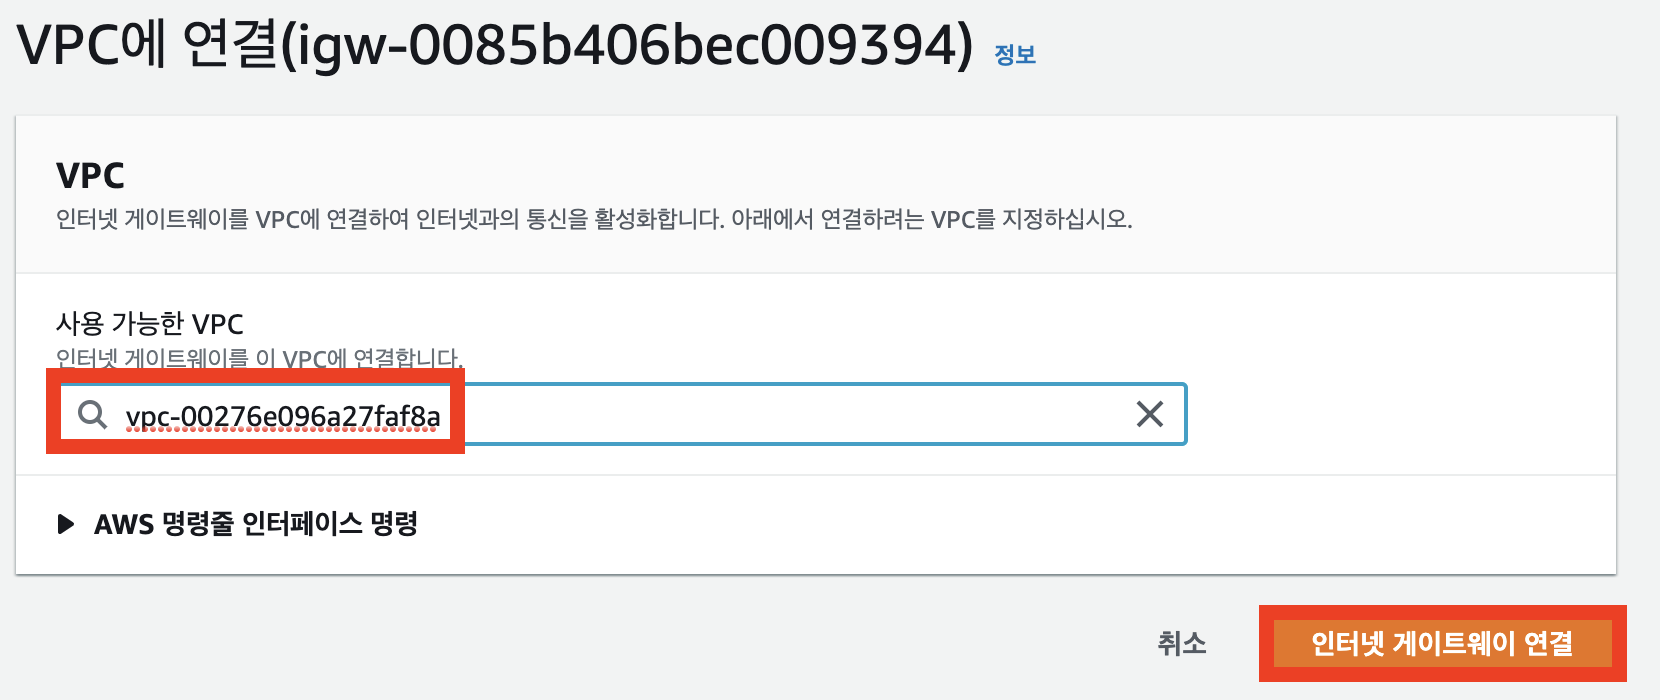 VPC에 연결(igw-0085b406bec009394) 정보
VPC
인터넷 게이트웨이를 VPC에 연결하여 인터넷과의 통신을 활성화합니다. 아래에서 연결하려는 VPC를 지정하십시오.
사용 가능한 VPC
인터넷 게이트웨이를 이 VPC에 연결합니다.
vpc-00276e096a27faf8a
AWS 명령줄 인터페이스 명령
취소
인터넷 게이트웨이 연결